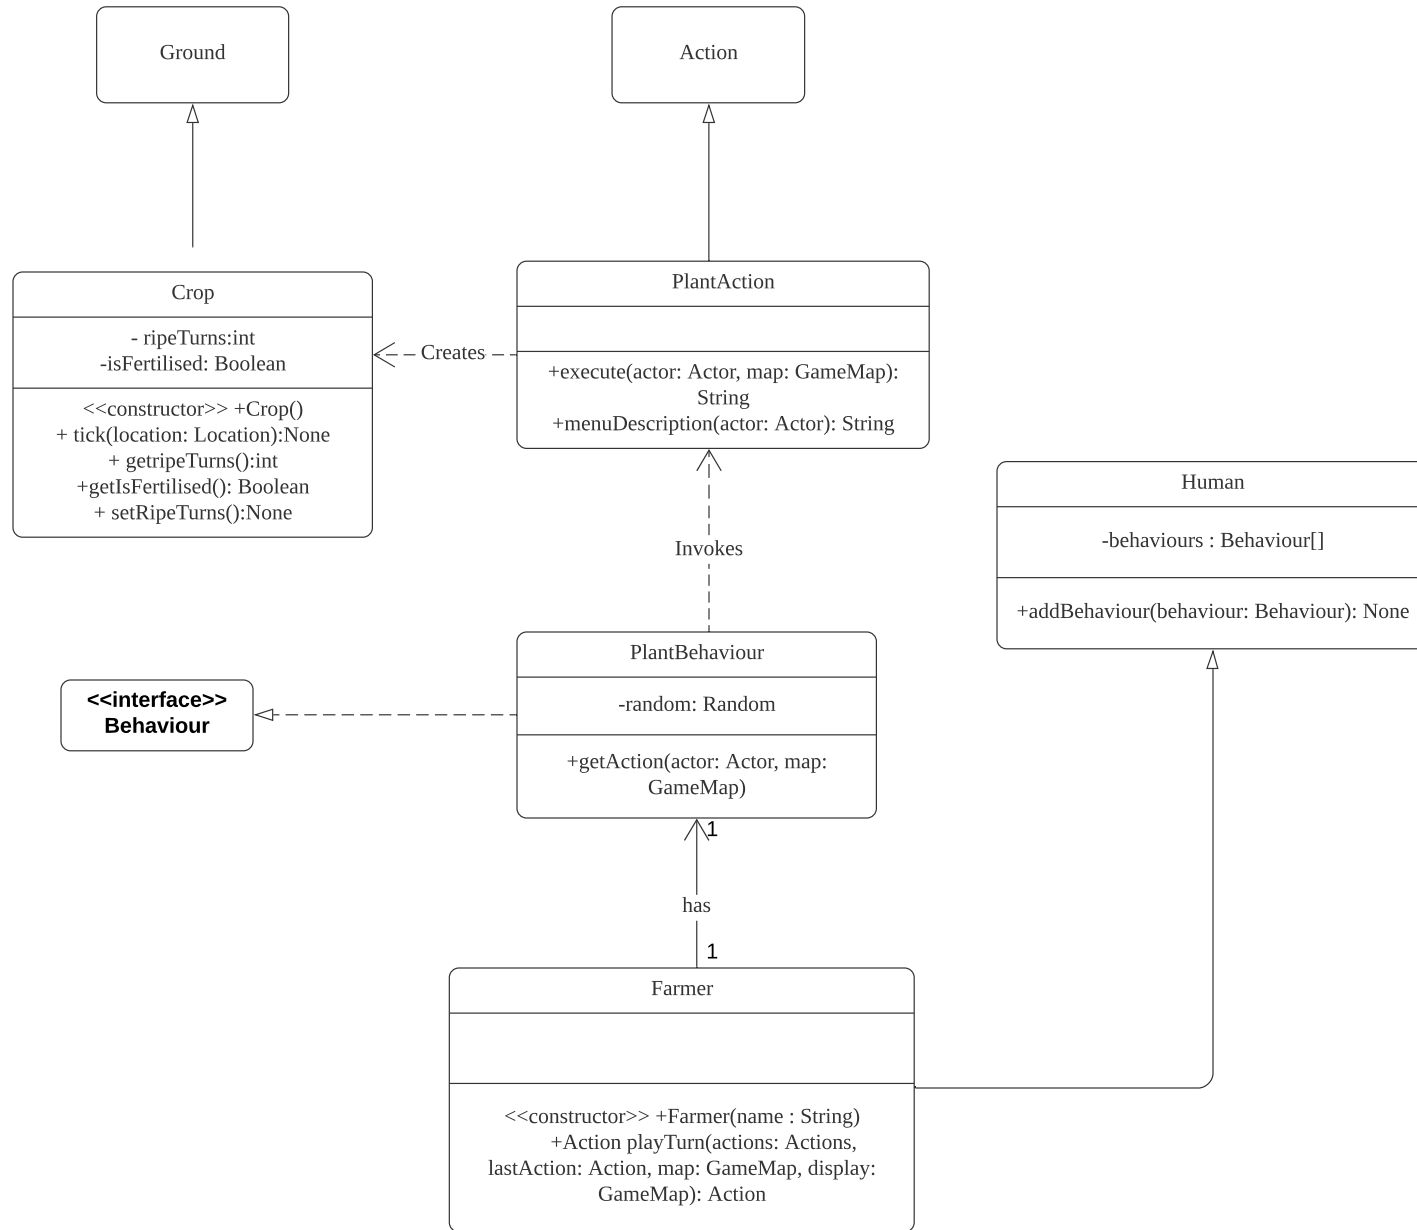 Ground
Action
Crop
- ripeTurns:int
-isFertilised: Boolean
<<constructor>> +Crop()
+ tick(location: Location):None
+ getripeTurns():int
+getIsFertilised(): Boolean
+ setRipeTurns():None
Creates
PlantAction
+execute(actor: Actor, map: GameMap):
String
+menuDescription(actor: Actor): String
Human
-behaviours : Behaviour[]
+addBehaviour(behaviour: Behaviour): None
Invokes
<<interface>>
Behaviour
PlantBehaviour
-random: Random
+getAction(actor: Actor, map:
GameMap)
1
has
1
Farmer
<<constructor>> +Farmer(name : String)
+Action playTurn(actions: Actions,
lastAction: Action, map: GameMap, display:
GameMap): Action